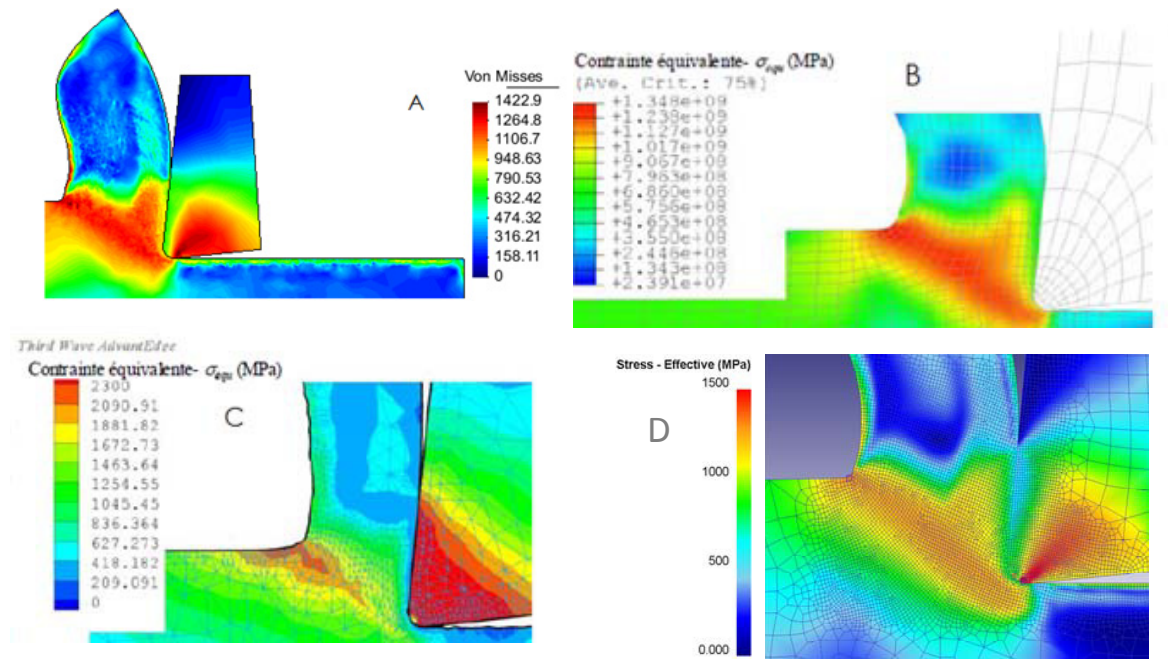 A
Von Misses
1422.9
1264.8
1106.7
948.63
790.53
632.42
474.32
316.21
158.11
0
Contrainte équivalente- σequ (MPa)
(Ave. Crit.: 75%)
B
+1.348e+09
+1.238e+09
+1.127e+09
+1.017e+09
+9.067e+08
+7.963e+08
+6.860e+08
+5.756e+08
+4.653e+08
+3.550e+08
+2.446e+08
+1.343e+08
+2.391e+07
Third Wave AdvantEdge
Contrainte équivalente- σequ (MPa)
C
2300
2090.91
1881.82
1672.73
1463.64
1254.55
1045.45
836.364
627.273
418.182
209.091
0
Stress - Effective (MPa)
D
1500
1000
500
0.000